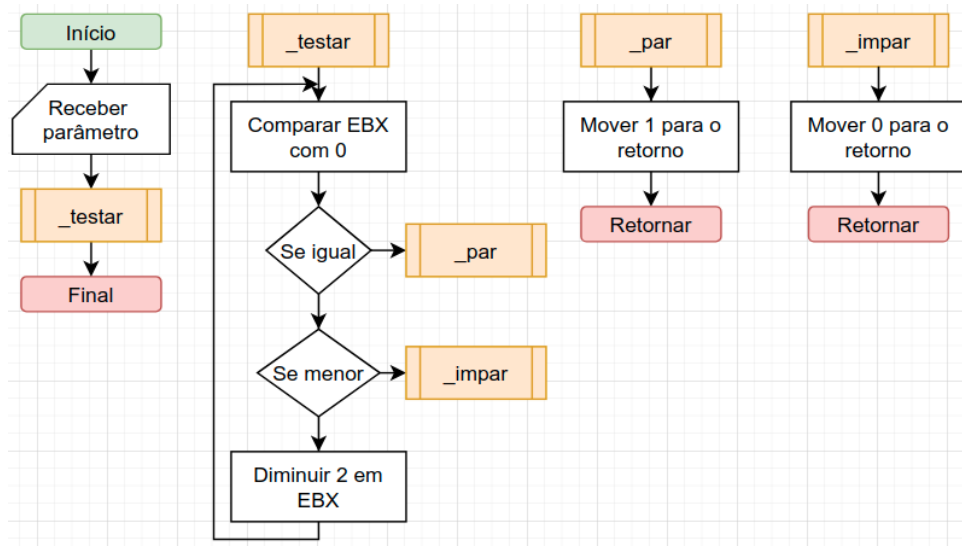 Início
Receber
parâmetro
_testar
Final
_testar
Comparar EBX
com 0
Se igual
_par
Se menor
_impar
Diminuir 2 em
EBX
_par
Mover 1 para o
retorno
Retornar
_impar
Mover 0 para o
retorno
Retornar